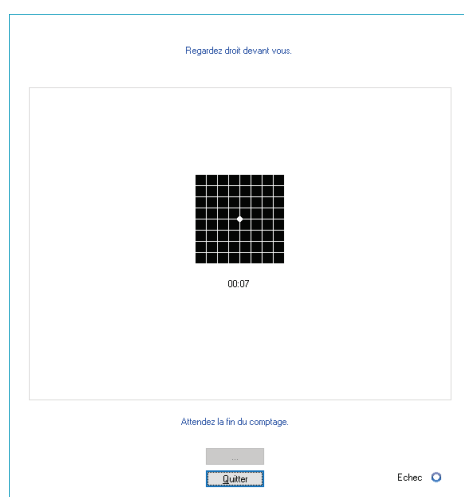 Regardez droit devant vous.
00:07
Attendez la fin du comptage.
...
Quitter
Echec